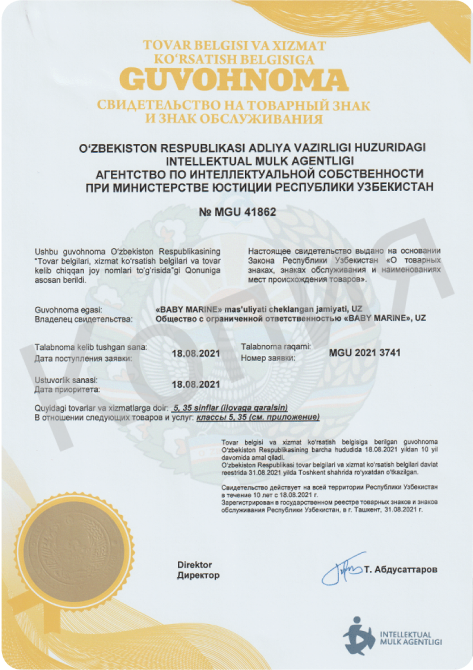 TOVAR BELGISI VA XIZMAT
KO‘RSATISH BELGISIGA
GUVOHNOMA
СВИДЕТЕЛЬСТВО НА ТОВАРНЫЙ ЗНАК
И ЗНАК ОБСЛУЖИВАНИЯ
O‘ZBEKISTON RESPUBLIKASI ADLIYA VAZIRLIGI HUZURIDAGI
INTELLEKTUAL MULK AGENTLIGI
АГЕНТСТВО ПО ИНТЕЛЛЕКТУАЛЬНОЙ СОБСТВЕННОСТИ
ПРИ МИНИСТЕРСТВЕ ЮСТИЦИИ РЕСПУБЛИКИ УЗБЕКИСТАН
№ MGU 41862
Ushbu guvohnoma O‘zbekiston Respublikasining
"Tovar belgilari, xizmat ko‘rsatish belgilari va tovar
kelib chiqqan joy nomlari to‘g‘risida"gi Qonuniga
asosan berildi.
Настоящее свидетельство выдано на основании
Закона Республики Узбекистан «О товарных
знаках, знаках обслуживания и наименованиях
мест происхождения товаров».
Guvohnoma egasi: «BABY MARINE» mas’uliyati cheklangan jamiyati, UZ
Владелец свидетельства: Общество с ограниченной ответственностью «BABY MARINE», UZ
Talabnoma kelib tushgan sana: 18.08.2021 Talabnoma raqami: MGU 2021 3741
Дата поступления заявки: Номер заявки:
Ustuvorlik sanasi: 18.08.2021
Дата приоритета:
Quyidagi tovarlar va xizmatlarga doir: 5, 35 sinflar (ilovaga qaralsin)
В отношении следующих товаров и услуг: классы 5, 35 (см. приложение)
Tovar belgisi va xizmat ko‘rsatish belgisiga berilgan guvohnoma
O‘zbekiston Respublikasining barcha hududida 18.08.2021 yildan 10 yil
davomida amal qiladi.
O‘zbekiston Respublikasi tovar belgilari va xizmat ko‘rsatish belgilari davlat
reestrida 31.08.2021 yilda Toshkent shahrida ro‘yxatdan o‘tkazilgan.
Свидетельство действует на всей территории Республики Узбекистан
в течение 10 лет с 18.08.2021 г.
Зарегистрирован в государственном реестре товарных знаков и знаков
обслуживания Республики Узбекистан, в г. Ташкент, 31.08.2021 г.
Direktor
Директор
Т. Абдусаттаров
INTELLEKTUAL
MULK AGENTLIGI
КОПИЯ